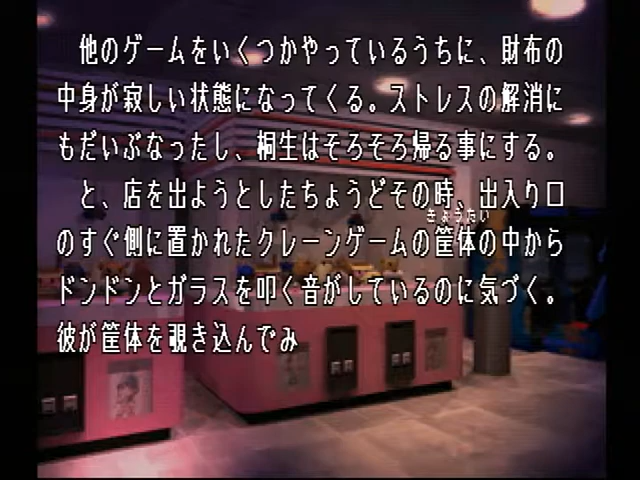 他のゲームをいくつかやっているうちに、財布の
中身が寂しい状態になってくる。ストレスの解消に
もだいぶなったし、桐生はそろそろ帰る事にする。
　と、店を出ようとしたちょうどその時、出入り口
きょうたい
のすぐ側に置かれたクレーンゲームの筐体の中から
ドンドンとガラスを叩く音がしているのに気づく。
彼が筐体を覗き込んでみ